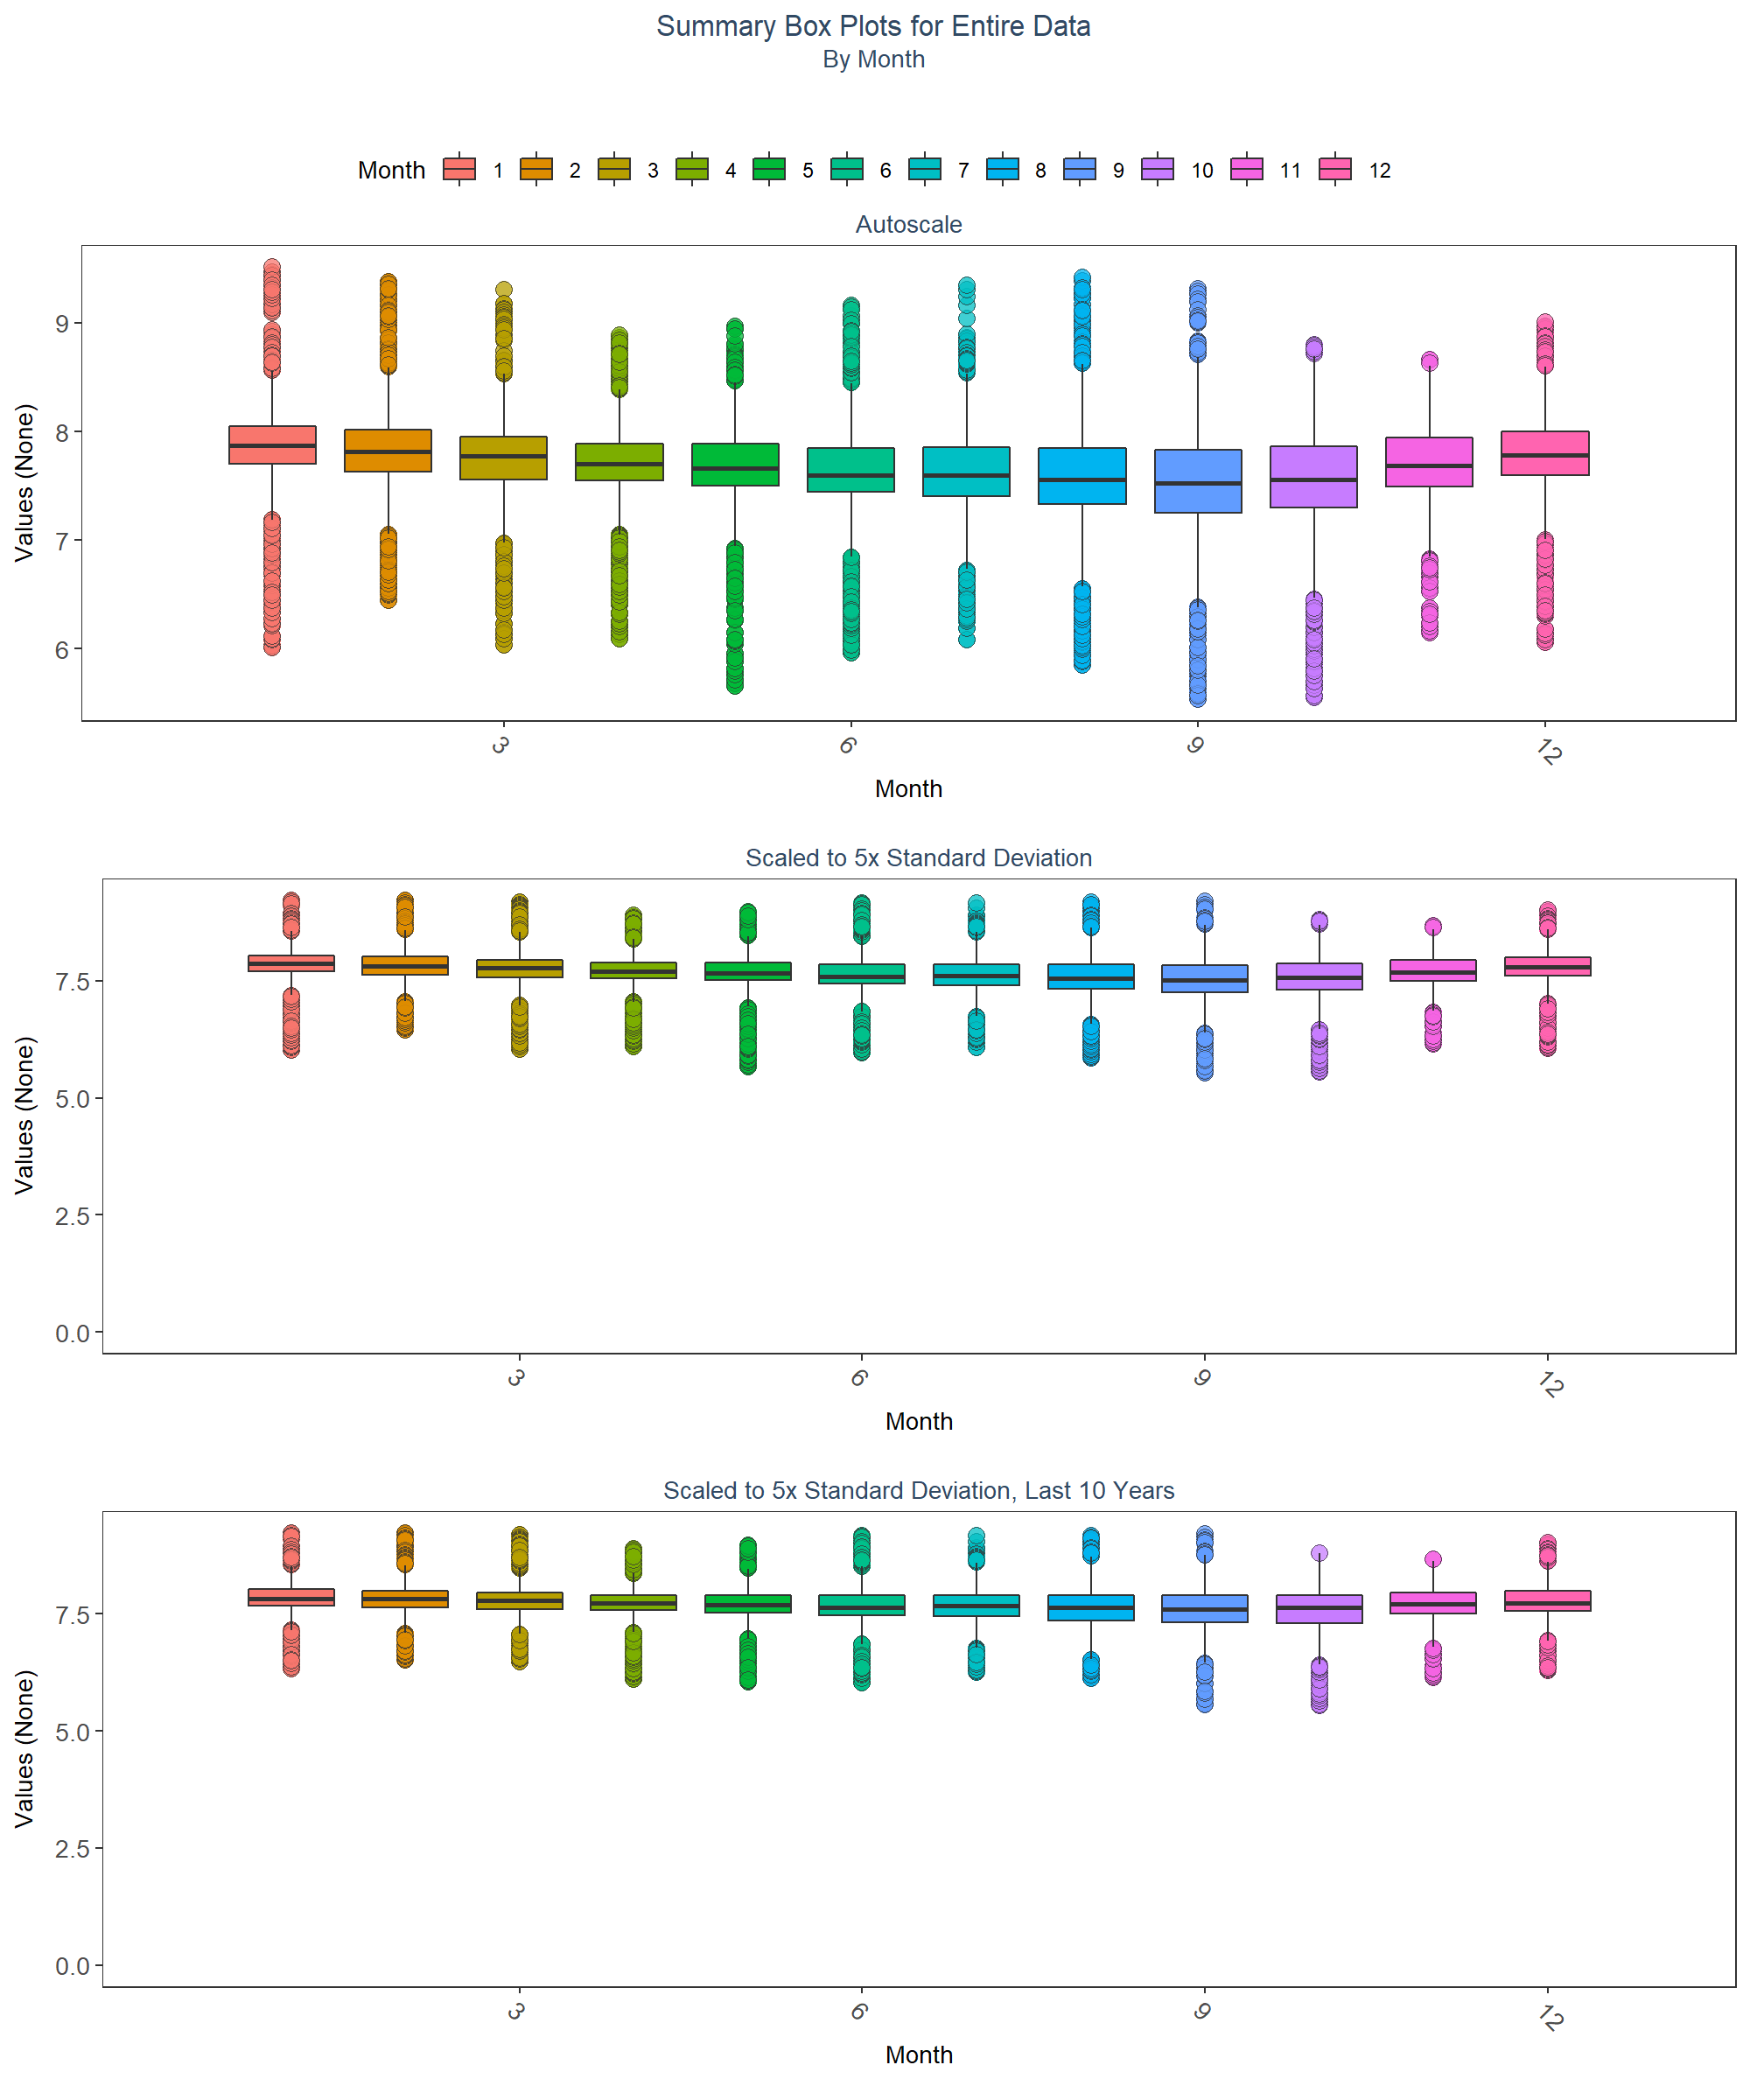 Summary Box Plots for Entire Data
By Month
Month 1 2 3 4 5 6 7 8 9 10 11 12
Autoscale
Values (None)
9
8
7
6
3 6 9 12
Month
Scaled to 5x Standard Deviation
Values (None)
7.5
5.0
2.5
0.0
3 6 9 12
Month
Scaled to 5x Standard Deviation, Last 10 Years
Values (None)
7.5
5.0
2.5
0.0
3 6 9 12
Month